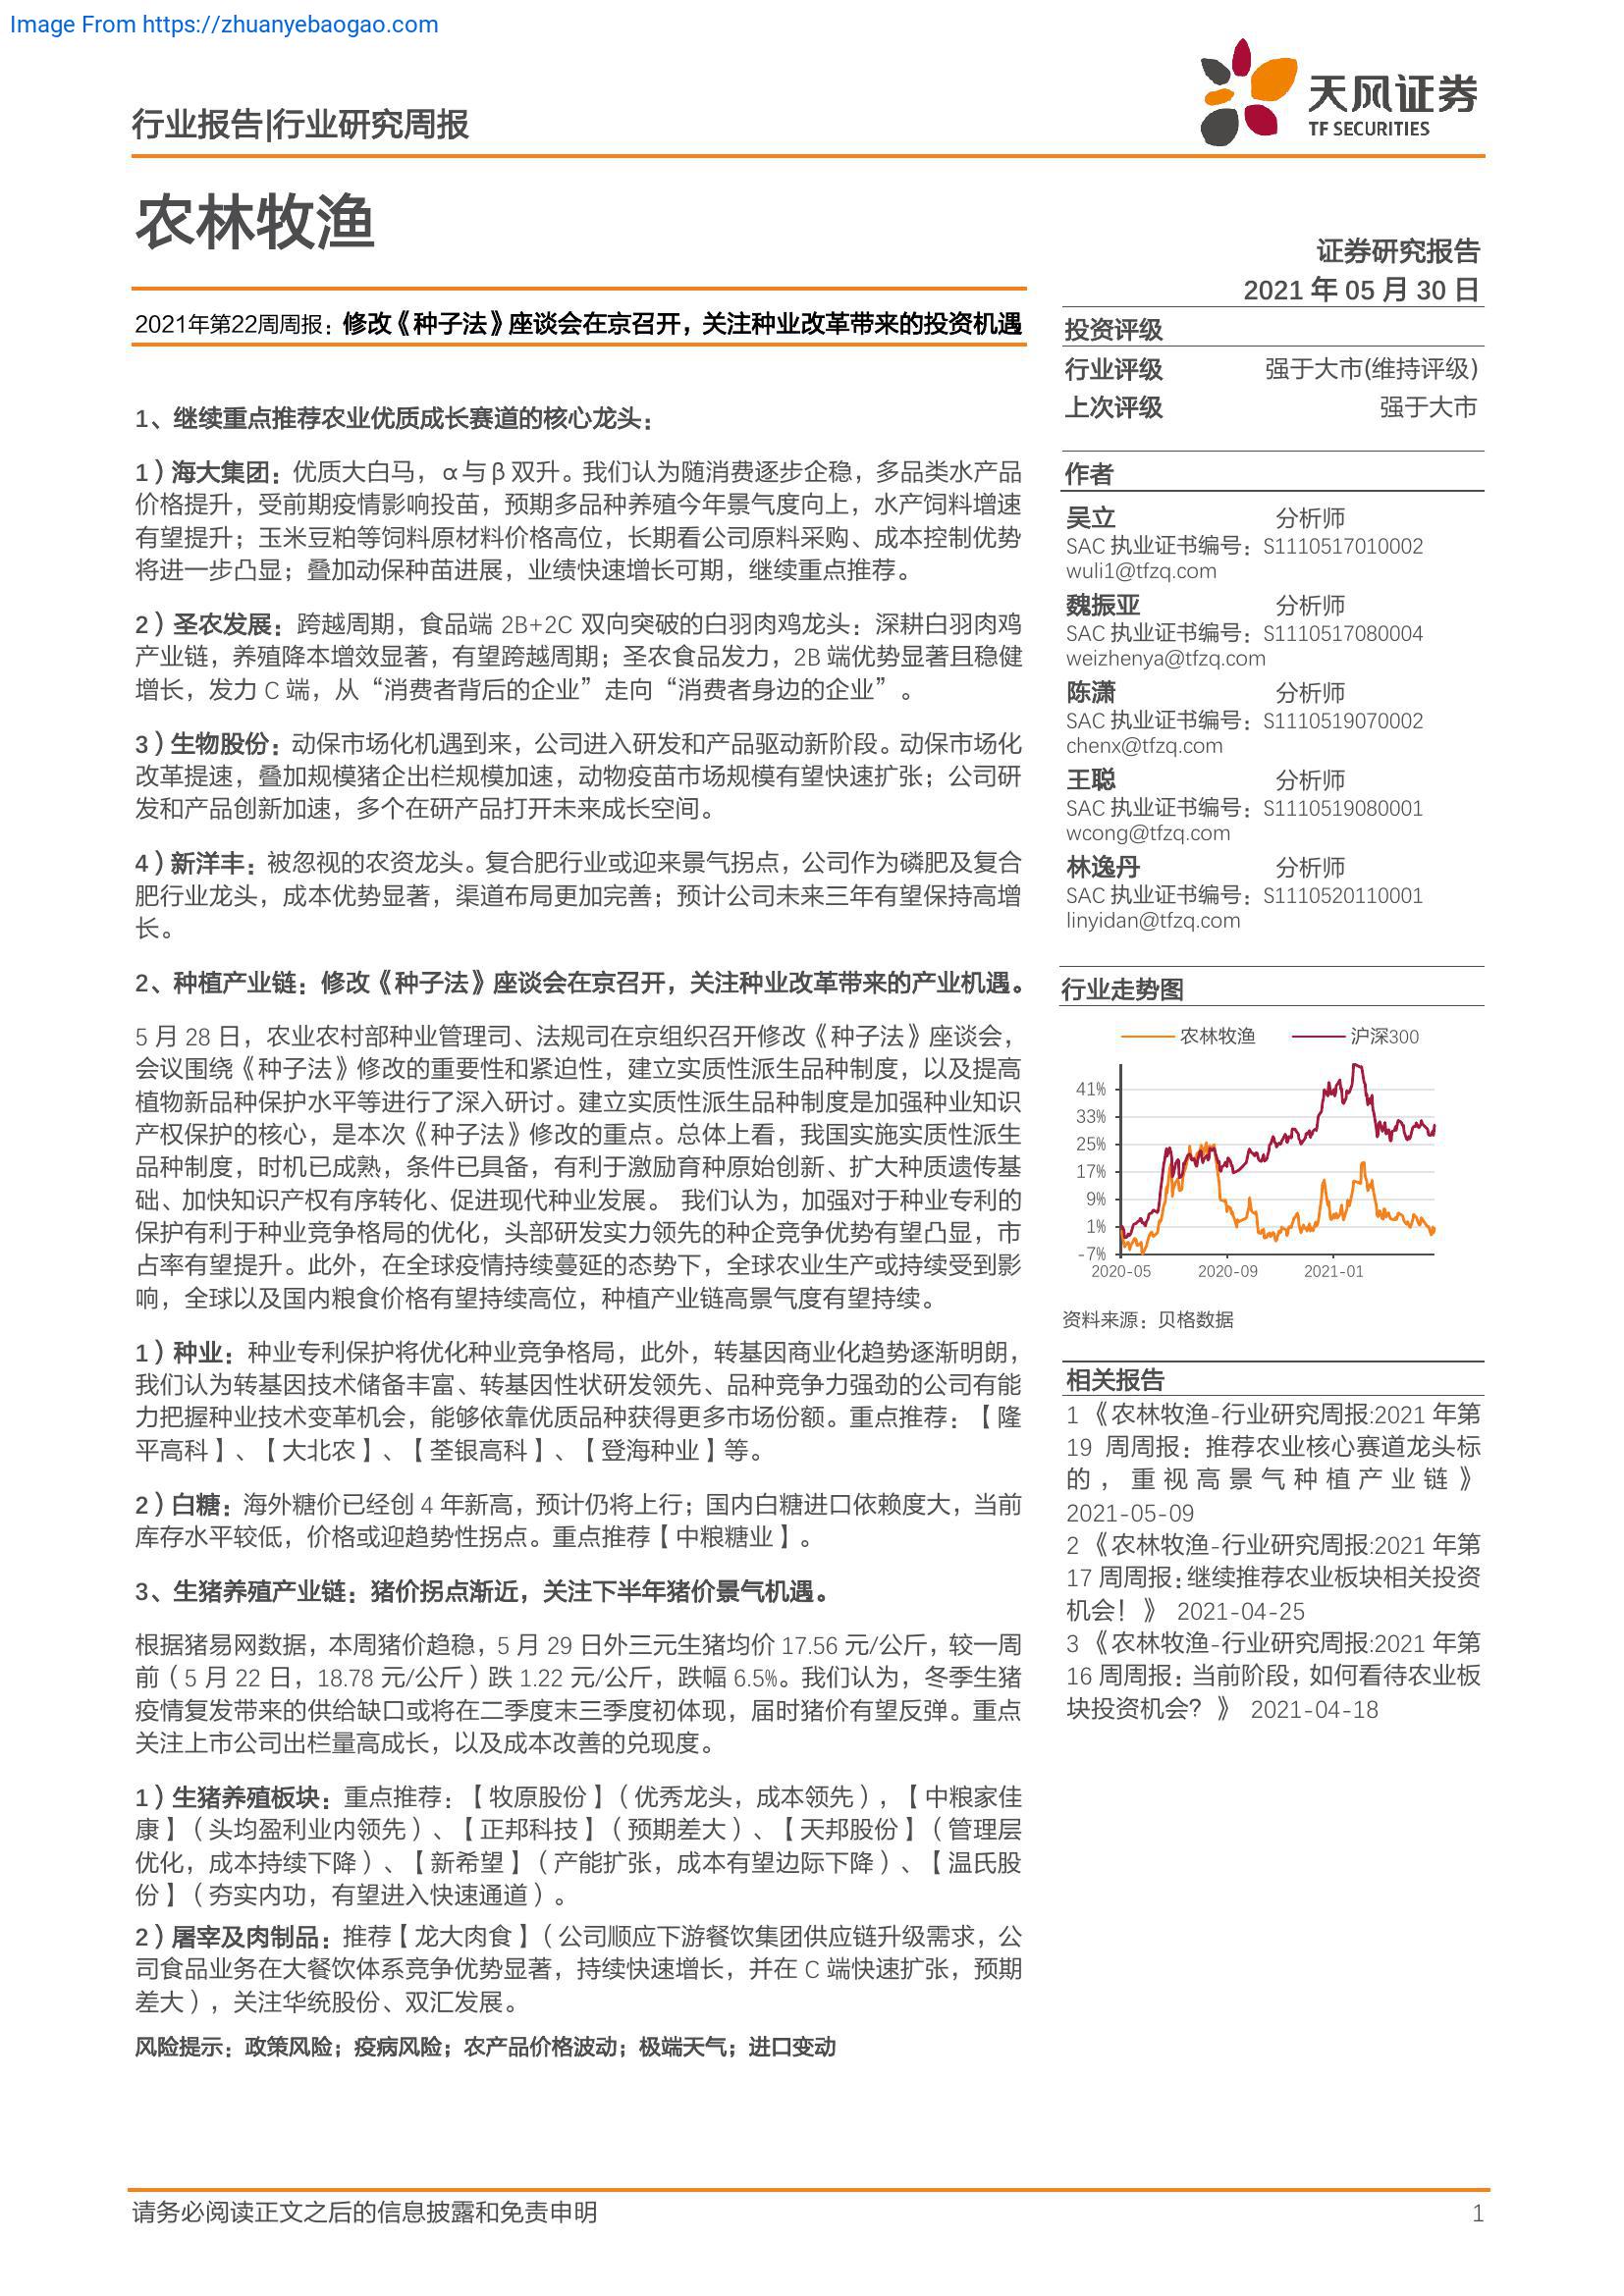 Image From https://zhuanyebaogao.com
天风证券
TF SECURITIES
行业报告|行业研究周报
农林牧渔
2021年第22周周报：修改《种子法》座谈会在京召开，关注种业改革带来的投资机遇
1、继续重点推荐农业优质成长赛道的核心龙头：
1）海大集团：优质大白马，α与β双升。我们认为随消费逐步企稳，多品类水产品
价格提升，受前期疫情影响投苗，预期多品种养殖今年景气度向上，水产饲料增速
有望提升；玉米豆粕等饲料原材料价格高位，长期看公司原料采购、成本控制优势
将进一步凸显；叠加动保种苗进展，业绩快速增长可期，继续重点推荐。
2）圣农发展：跨越周期，食品端 2B+2C 双向突破的白羽肉鸡龙头：深耕白羽肉鸡
产业链，养殖降本增效显著，有望跨越周期；圣农食品发力，2B 端优势显著且稳健
增长，发力 C 端，从“消费者背后的企业”走向“消费者身边的企业”。
3）生物股份：动保市场化机遇到来，公司进入研发和产品驱动新阶段。动保市场化
改革提速，叠加规模猪企出栏规模加速，动物疫苗市场规模有望快速扩张；公司研
发和产品创新加速，多个在研产品打开未来成长空间。
4）新洋丰：被忽视的农资龙头。复合肥行业或迎来景气拐点，公司作为磷肥及复合
肥行业龙头，成本优势显著，渠道布局更加完善；预计公司未来三年有望保持高增
长。
2、种植产业链：修改《种子法》座谈会在京召开，关注种业改革带来的产业机遇。
5 月 28 日，农业农村部种业管理司、法规司在京组织召开修改《种子法》座谈会，
会议围绕《种子法》修改的重要性和紧迫性，建立实质性派生品种制度，以及提高
植物新品种保护水平等进行了深入研讨。建立实质性派生品种制度是加强种业知识
产权保护的核心，是本次《种子法》修改的重点。总体上看，我国实施实质性派生
品种制度，时机已成熟，条件已具备，有利于激励育种原始创新、扩大种质遗传基
础、加快知识产权有序转化、促进现代种业发展。 我们认为，加强对于种业专利的
保护有利于种业竞争格局的优化，头部研发实力领先的种企竞争优势有望凸显，市
占率有望提升。此外，在全球疫情持续蔓延的态势下，全球农业生产或持续受到影
响，全球以及国内粮食价格有望持续高位，种植产业链高景气度有望持续。
1）种业：种业专利保护将优化种业竞争格局，此外，转基因商业化趋势逐渐明朗，
我们认为转基因技术储备丰富、转基因性状研发领先、品种竞争力强劲的公司有能
力把握种业技术变革机会，能够依靠优质品种获得更多市场份额。重点推荐：【隆
平高科】、【大北农】、【荃银高科】、【登海种业】等。
2）白糖：海外糖价已经创 4 年新高，预计仍将上行；国内白糖进口依赖度大，当前
库存水平较低，价格或迎趋势性拐点。重点推荐【中粮糖业】。
3、生猪养殖产业链：猪价拐点渐近，关注下半年猪价景气机遇。
根据猪易网数据，本周猪价趋稳，5 月 29 日外三元生猪均价 17.56 元/公斤，较一周
前（5 月 22 日，18.78 元/公斤）跌 1.22 元/公斤，跌幅 6.5%。我们认为，冬季生猪
疫情复发带来的供给缺口或将在二季度末三季度初体现，届时猪价有望反弹。重点
关注上市公司出栏量高成长，以及成本改善的兑现度。
1）生猪养殖板块：重点推荐：【牧原股份】（优秀龙头，成本领先），【中粮家佳
康】（头均盈利业内领先）、【正邦科技】（预期差大）、【天邦股份】（管理层
优化，成本持续下降）、【新希望】（产能扩张，成本有望边际下降）、【温氏股
份】（夯实内功，有望进入快速通道）。
2）屠宰及肉制品：推荐【龙大肉食】（公司顺应下游餐饮集团供应链升级需求，公
司食品业务在大餐饮体系竞争优势显著，持续快速增长，并在 C 端快速扩张，预期
差大），关注华统股份、双汇发展。
风险提示：政策风险；疫病风险；农产品价格波动；极端天气；进口变动
证券研究报告
2021 年 05 月 30 日
投资评级
行业评级 强于大市(维持评级)
上次评级 强于大市
作者
吴立 分析师
SAC 执业证书编号：S1110517010002
wuli1@tfzq.com
魏振亚 分析师
SAC 执业证书编号：S1110517080004
weizhenya@tfzq.com
陈潇 分析师
SAC 执业证书编号：S1110519070002
chenx@tfzq.com
王聪 分析师
SAC 执业证书编号：S1110519080001
wcong@tfzq.com
林逸丹 分析师
SAC 执业证书编号：S1110520110001
linyidan@tfzq.com
行业走势图
农林牧渔 沪深300
41%
33%
25%
17%
9%
1%
-7%
2020-05 2020-09 2021-01
资料来源：贝格数据
相关报告
1 《农林牧渔-行业研究周报:2021 年第
19 周周报：推荐农业核心赛道龙头标
的，重视高景气种植产业链》
2021-05-09
2 《农林牧渔-行业研究周报:2021 年第
17 周周报:继续推荐农业板块相关投资
机会！》 2021-04-25
3 《农林牧渔-行业研究周报:2021 年第
16 周周报：当前阶段，如何看待农业板
块投资机会？》 2021-04-18
请务必阅读正文之后的信息披露和免责申明 1